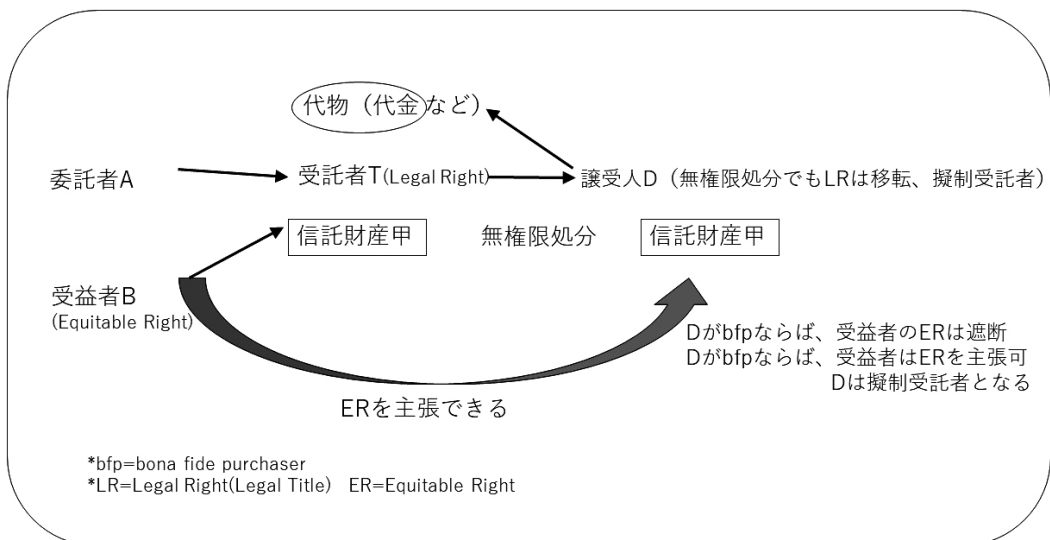 代物（代金など）
委託者A
受託者T(Legal Right)
譲受人D（無権限処分でもLRは移転、擬制受託者）
信託財産甲
無権限処分
信託財産甲
受益者B
(Equitable Right)
Dがbfpならば、受益者のERは遮断
Dがbfpならば、受益者はERを主張可
Dは擬制受託者となる
ERを主張できる
*bfp=bona fide purchaser
*LR=Legal Right(Legal Title) ER=Equitable Right